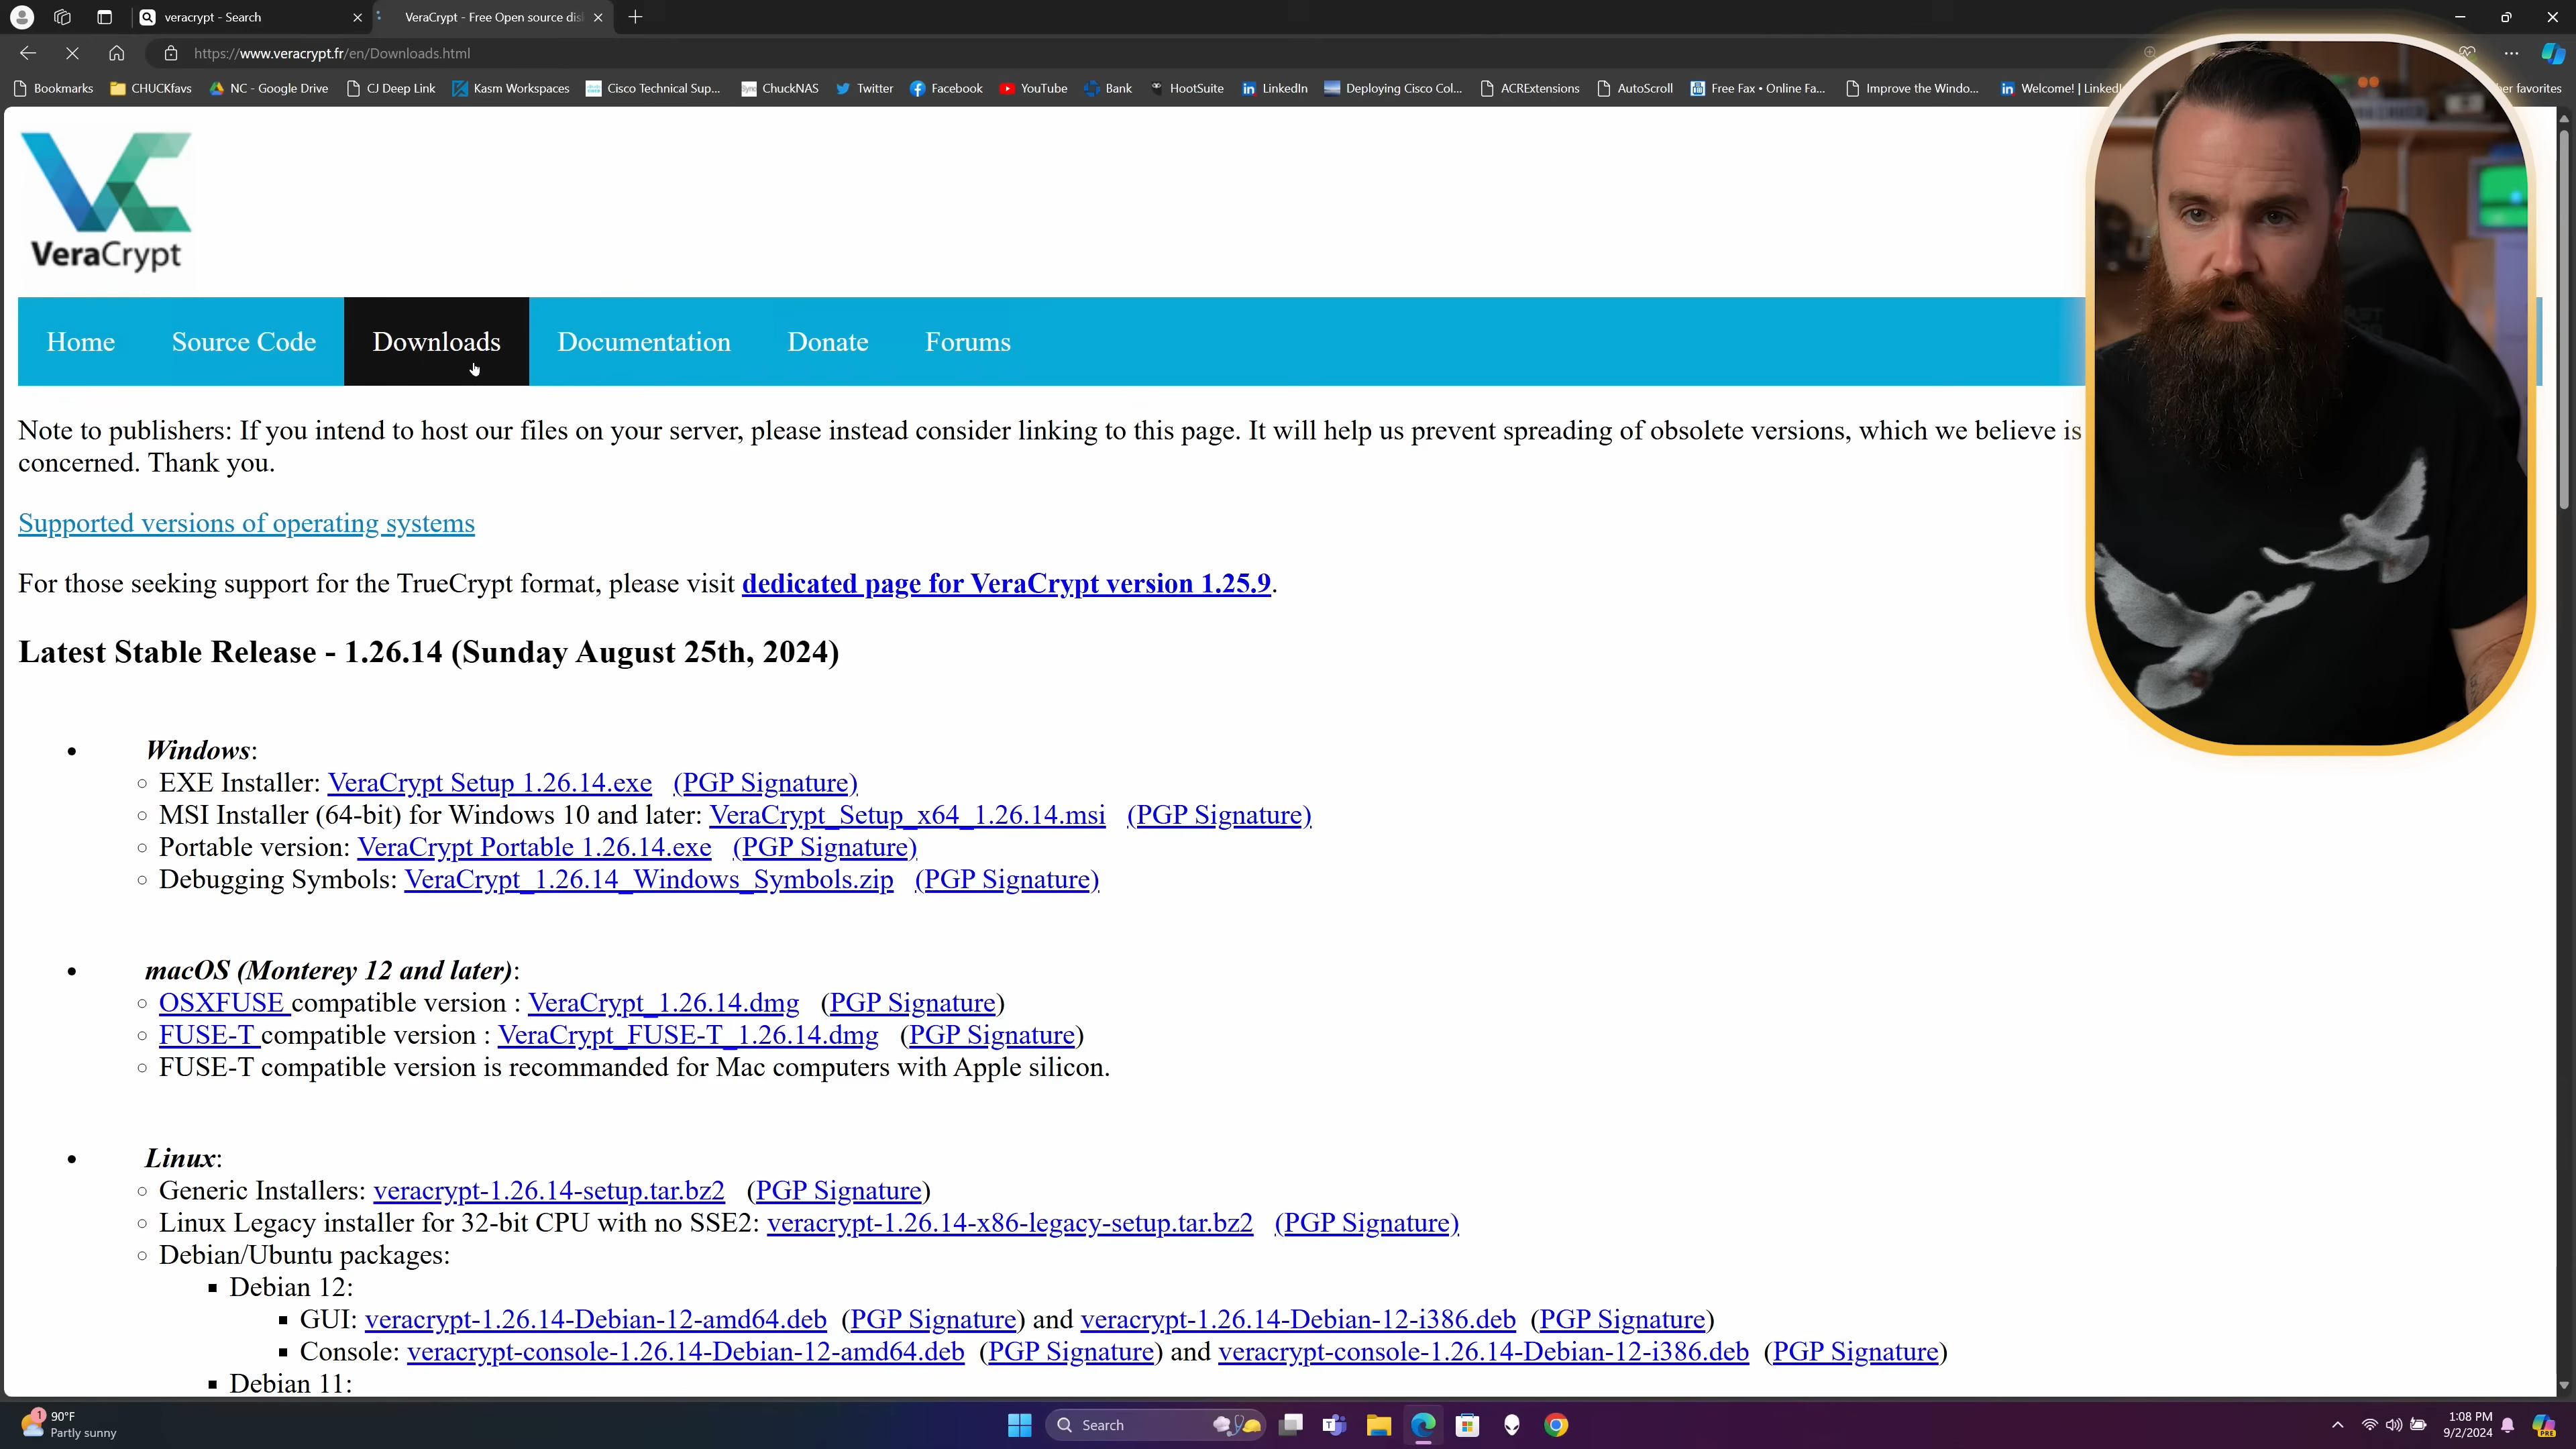 veracrypt - Search
VeraCrypt - Free Open source dis
https://www.veracrypt.fr/en/Downloads.html
Bookmarks CHUCKfavs NC - Google Drive CJ Deep Link Kasm Workspaces Cisco Technical Sup... ChuckNAS Twitter Facebook YouTube Bank HootSuite LinkedIn Deploying Cisco Col... ACRExtensions AutoScroll Free Fax • Online Fa... Improve the Windo... Welcome! | LinkedI favorites
VeraCrypt
Home Source Code Downloads Documentation Donate Forums
Note to publishers: If you intend to host our files on your server, please instead consider linking to this page. It will help us prevent spreading of obsolete versions, which we believe is
concerned. Thank you.
Supported versions of operating systems
For those seeking support for the TrueCrypt format, please visit dedicated page for VeraCrypt version 1.25.9.
Latest Stable Release - 1.26.14 (Sunday August 25th, 2024)
Windows:
EXE Installer: VeraCrypt Setup 1.26.14.exe (PGP Signature)
MSI Installer (64-bit) for Windows 10 and later: VeraCrypt_Setup_x64_1.26.14.msi (PGP Signature)
Portable version: VeraCrypt Portable 1.26.14.exe (PGP Signature)
Debugging Symbols: VeraCrypt_1.26.14_Windows_Symbols.zip (PGP Signature)
macOS (Monterey 12 and later):
OSXFUSE compatible version : VeraCrypt_1.26.14.dmg (PGP Signature)
FUSE-T compatible version : VeraCrypt_FUSE-T_1.26.14.dmg (PGP Signature)
FUSE-T compatible version is recommanded for Mac computers with Apple silicon.
Linux:
Generic Installers: veracrypt-1.26.14-setup.tar.bz2 (PGP Signature)
Linux Legacy installer for 32-bit CPU with no SSE2: veracrypt-1.26.14-x86-legacy-setup.tar.bz2 (PGP Signature)
Debian/Ubuntu packages:
Debian 12:
GUI: veracrypt-1.26.14-Debian-12-amd64.deb (PGP Signature) and veracrypt-1.26.14-Debian-12-i386.deb (PGP Signature)
Console: veracrypt-console-1.26.14-Debian-12-amd64.deb (PGP Signature) and veracrypt-console-1.26.14-Debian-12-i386.deb (PGP Signature)
Debian 11:
1
90°F
Partly sunny
Search
1:08 PM
9/2/2024
PRE